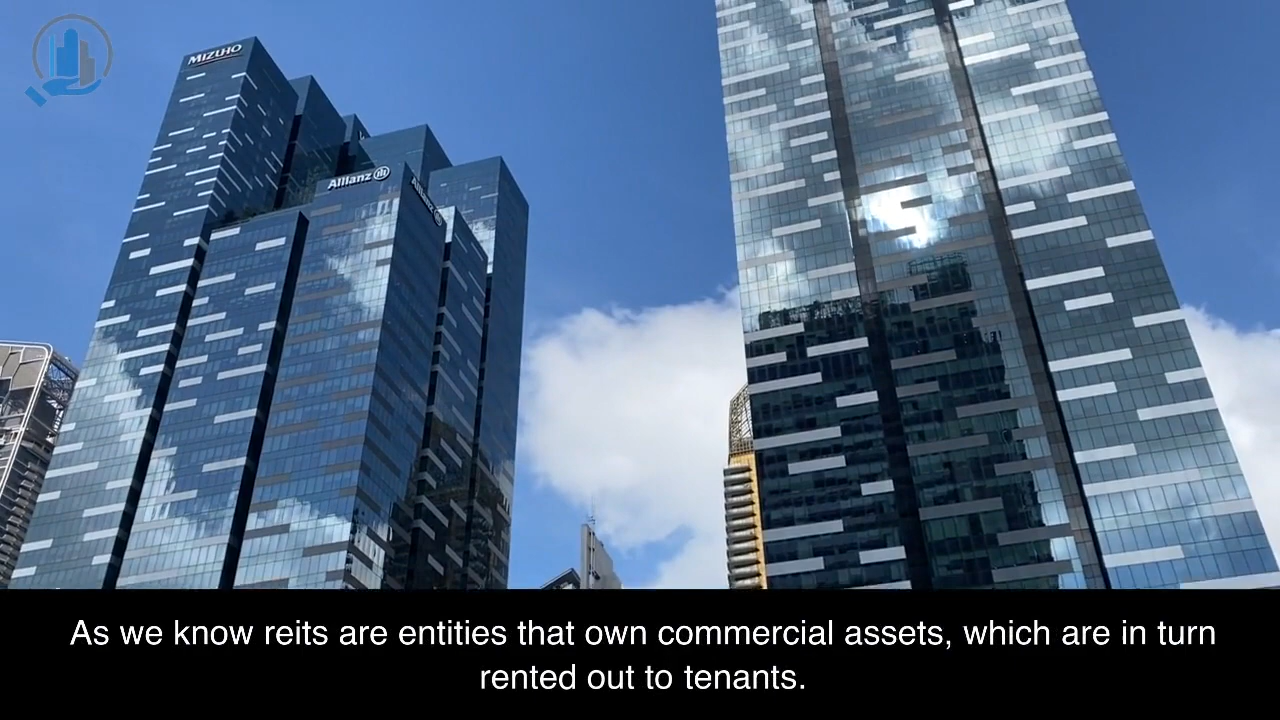 MIZUHO
Allianz
Allianz
As we know reits are entities that own commercial assets, which are in turn
rented out to tenants.